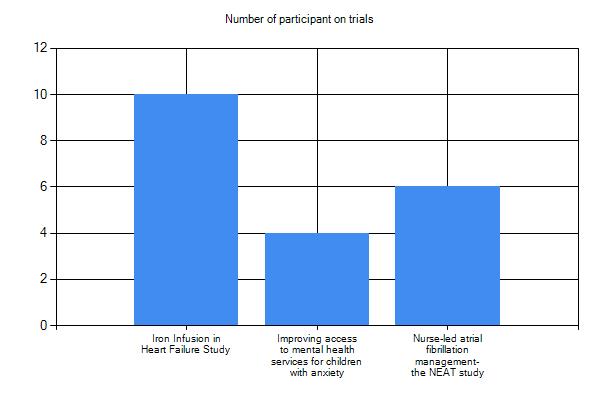 Number of participant on trials
12
10
8
6
4
2
0
Iron Infusion in
Heart Failure Study
Improving access
to mental health
services for children
with anxiety
Nurse-led atrial
fibrillation
management-
the NEAT study